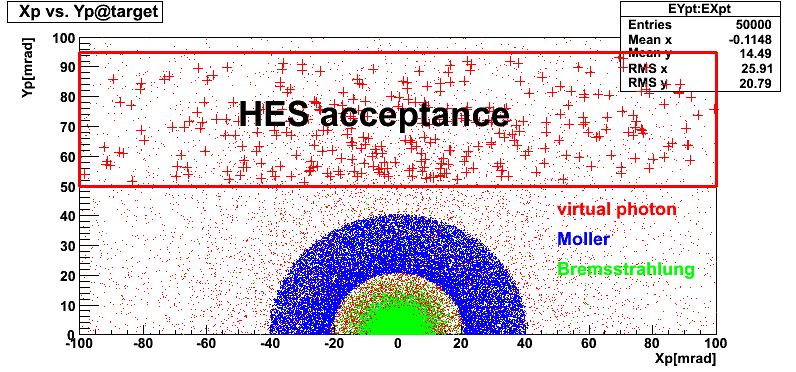 Xp vs. Yp@target
EYpt:EXpt
Entries 50000
Mean x -0.1148
Mean y 14.49
RMS x 25.91
RMS y 20.79
Yp[mrad]
100
90
80
70
60
50
40
30
20
10
0
HES acceptance
virtual photon
Moller
Bremsstrahlung
-100 -80 -60 -40 -20 0 20 40 60 80 100
Xp[mrad]